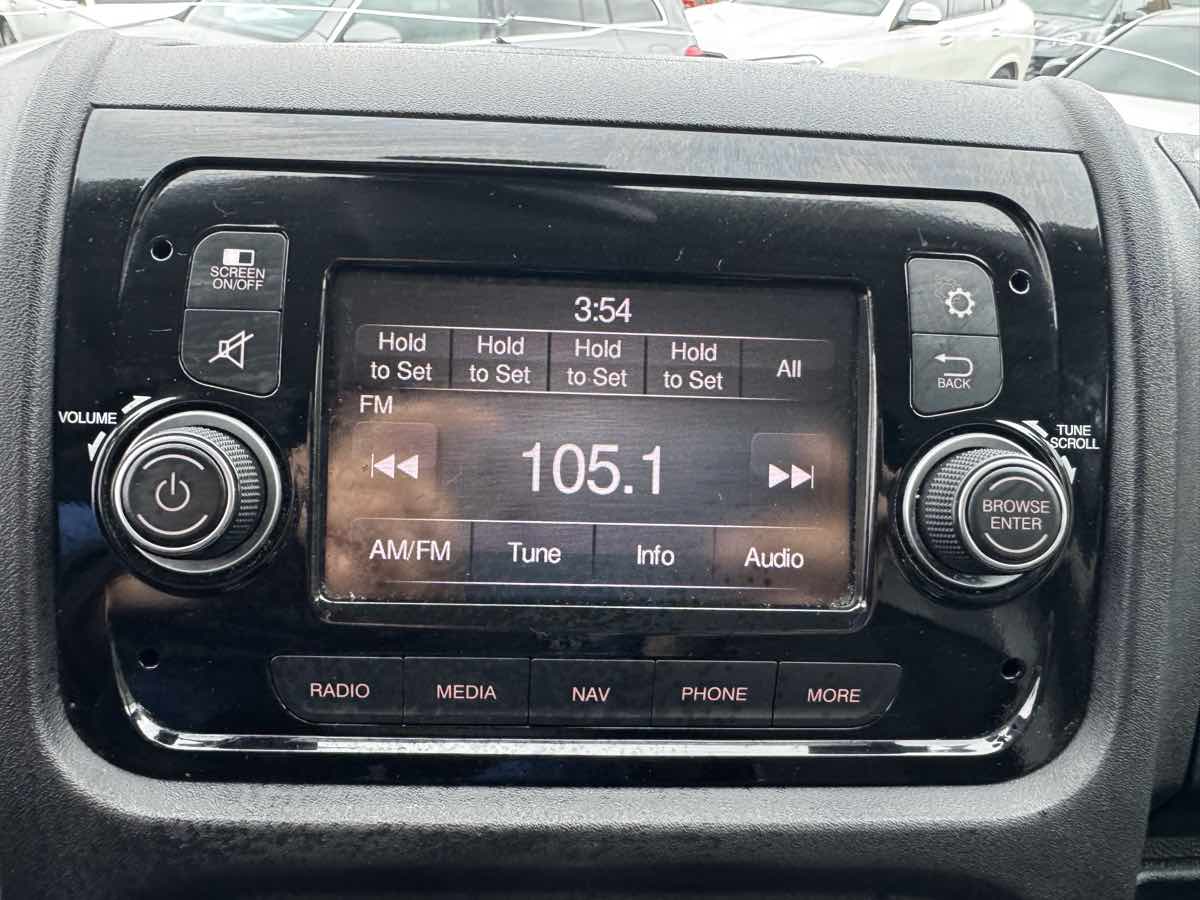 SCREEN
ON/OFF
VOLUME
3:54
Hold to Set
Hold to Set
Hold to Set
Hold to Set
All
FM
105.1
AM/FM Tune Info Audio
BACK
TUNE
SCROLL
BROWSE
ENTER
RADIO MEDIA NAV PHONE MORE